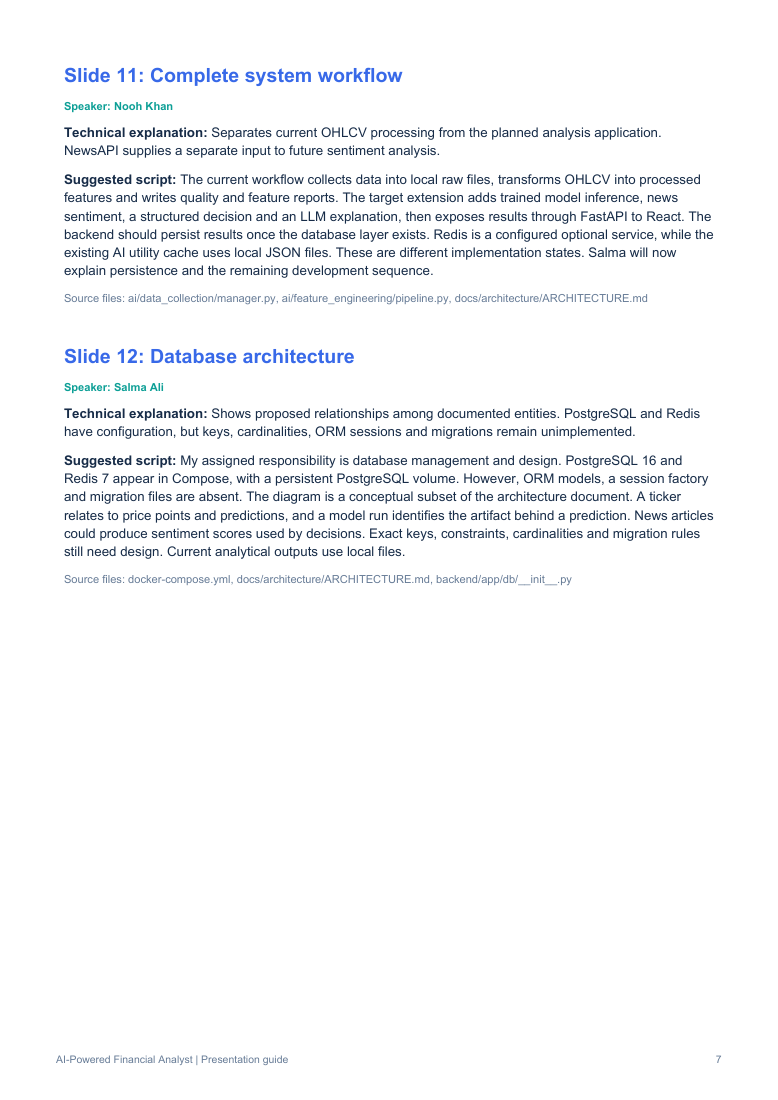 Slide 11: Complete system workflow
Speaker: Nooh Khan
Technical explanation: Separates current OHLCV processing from the planned analysis application.
NewsAPI supplies a separate input to future sentiment analysis.
Suggested script: The current workflow collects data into local raw files, transforms OHLCV into processed
features and writes quality and feature reports. The target extension adds trained model inference, news
sentiment, a structured decision and an LLM explanation, then exposes results through FastAPI to React. The
backend should persist results once the database layer exists. Redis is a configured optional service, while the
existing AI utility cache uses local JSON files. These are different implementation states. Salma will now
explain persistence and the remaining development sequence.
Source files: ai/data_collection/manager.py, ai/feature_engineering/pipeline.py, docs/architecture/ARCHITECTURE.md
Slide 12: Database architecture
Speaker: Salma Ali
Technical explanation: Shows proposed relationships among documented entities. PostgreSQL and Redis
have configuration, but keys, cardinalities, ORM sessions and migrations remain unimplemented.
Suggested script: My assigned responsibility is database management and design. PostgreSQL 16 and
Redis 7 appear in Compose, with a persistent PostgreSQL volume. However, ORM models, a session factory
and migration files are absent. The diagram is a conceptual subset of the architecture document. A ticker
relates to price points and predictions, and a model run identifies the artifact behind a prediction. News articles
could produce sentiment scores used by decisions. Exact keys, constraints, cardinalities and migration rules
still need design. Current analytical outputs use local files.
Source files: docker-compose.yml, docs/architecture/ARCHITECTURE.md, backend/app/db/__init__.py
AI-Powered Financial Analyst | Presentation guide
7